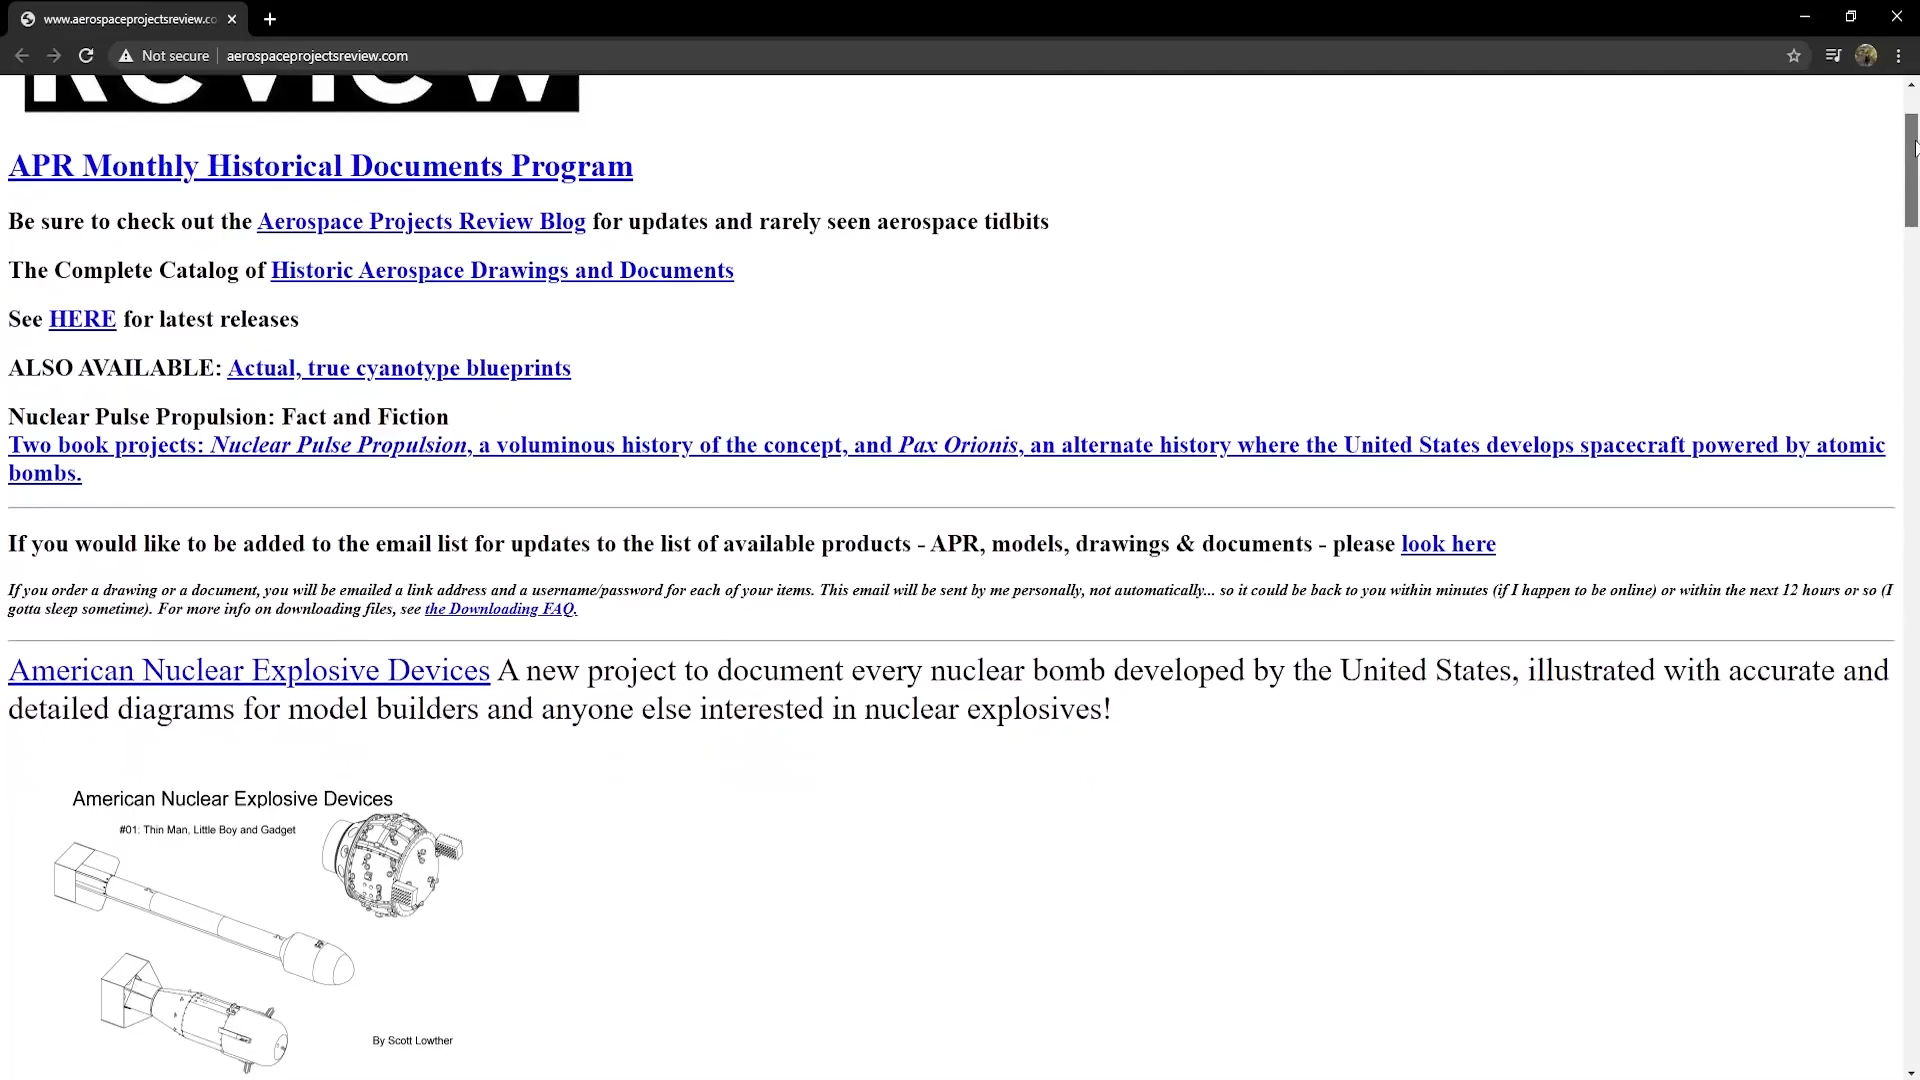 www.aerospaceprojectsreview.co
Not secure
aerospaceprojectsreview.com
REVIEW
APR Monthly Historical Documents Program
Be sure to check out the Aerospace Projects Review Blog for updates and rarely seen aerospace tidbits
The Complete Catalog of Historic Aerospace Drawings and Documents
See HERE for latest releases
ALSO AVAILABLE: Actual, true cyanotype blueprints
Nuclear Pulse Propulsion: Fact and Fiction
Two book projects: Nuclear Pulse Propulsion, a voluminous history of the concept, and Pax Orionis, an alternate history where the United States develops spacecraft powered by atomic
bombs.
If you would like to be added to the email list for updates to the list of available products - APR, models, drawings & documents - please look here
If you order a drawing or a document, you will be emailed a link address and a username/password for each of your items. This email will be sent by me personally, not automatically... so it could be back to you within minutes (if I happen to be online) or within the next 12 hours or so (I
gotta sleep sometime). For more info on downloading files, see the Downloading FAQ.
American Nuclear Explosive Devices A new project to document every nuclear bomb developed by the United States, illustrated with accurate and
detailed diagrams for model builders and anyone else interested in nuclear explosives!
American Nuclear Explosive Devices
#01: Thin Man, Little Boy and Gadget
By Scott Lowther